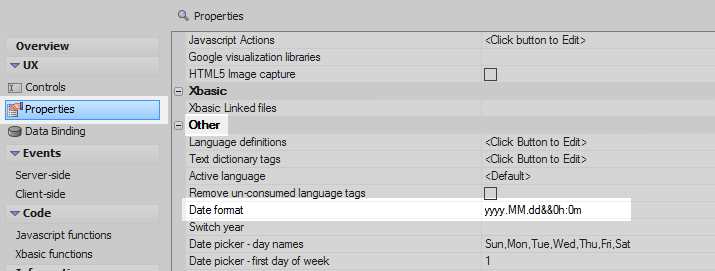 Properties
Overview
UX
Controls
Properties
Data Binding
Events
Server-side
Client-side
Code
Javascript functions
Xbasic functions
Javascript Actions <Click button to Edit>
Google visualization libraries
HTML5 Image capture
Xbasic
Xbasic Linked files
Other
Language definitions <Click Button to Edit>
Text dictionary tags <Click Button to Edit>
Active language <Default>
Remove un-consumed language tags
Date format yyyy.MM.dd&&0h:0m
Switch year
Date picker - day names Sun,Mon,Tue,Wed,Thu,Fri,Sat
Date picker - first day of week 1